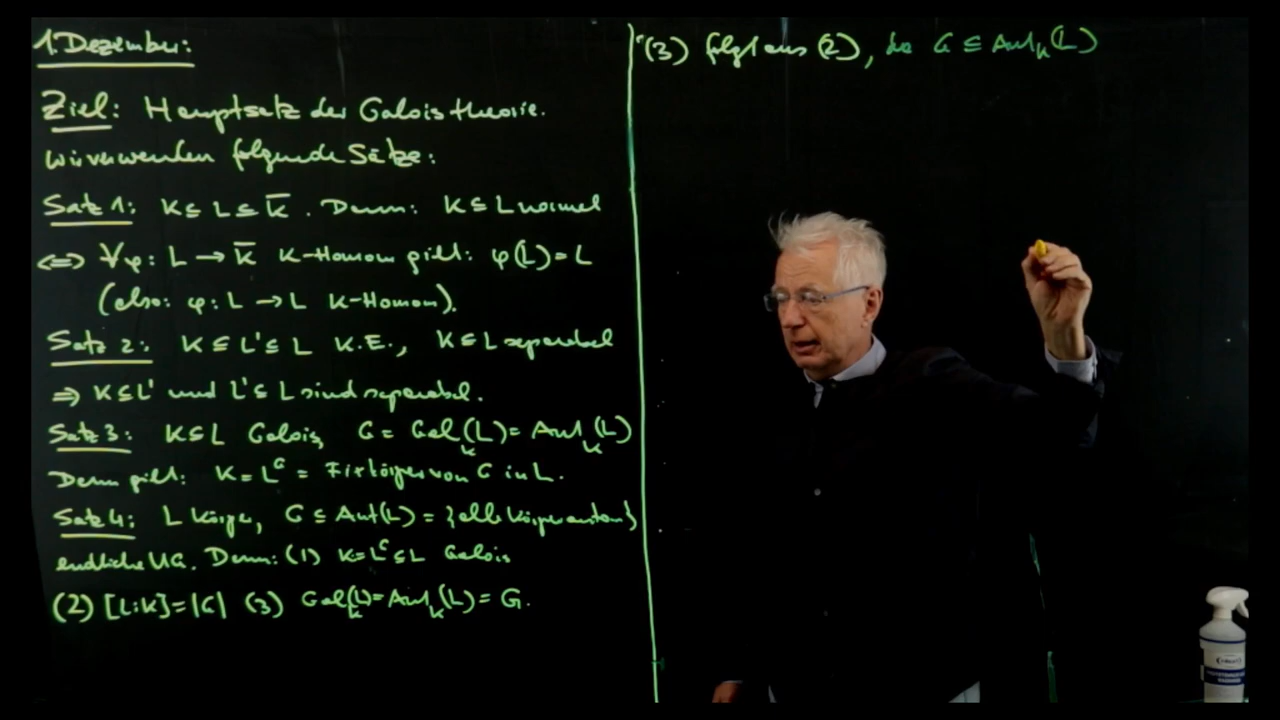 1. Dezember:
Ziel: Hauptsatz der Galoistheorie.
Wir verwenden folgende Sätze:
Satz 1: K ⊆ L ⊆ K̅. Dann: K ⊆ L normal
⇔ ∀φ: L → K̅ K-Homom gilt: φ(L) = L
(also: φ: L → L K-Homom).
Satz 2: K ⊆ L' ⊆ L K.E., K ⊆ L separabel
⇒ K ⊆ L' und L' ⊆ L sind separabel.
Satz 3: K ⊆ L Galois, G = Gal_K(L) = Aut_K(L)
Dann gilt: K = L^G = Fixkörper von G in L.
Satz 4: L Körper, G ⊆ Aut(L) = {alle Körperautom}
endliche UG. Dann: (1) K = L^G ⊆ L Galois
(2) [L:K] = |G| (3) Gal_K(L) = Aut_K(L) = G.
(3) folgt aus (2), da G ⊆ Aut_K(L)